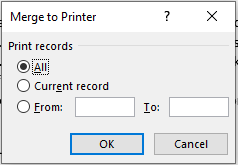 Merge to Printer ? ×
Print records
All
Current record
From: To:
OK Cancel